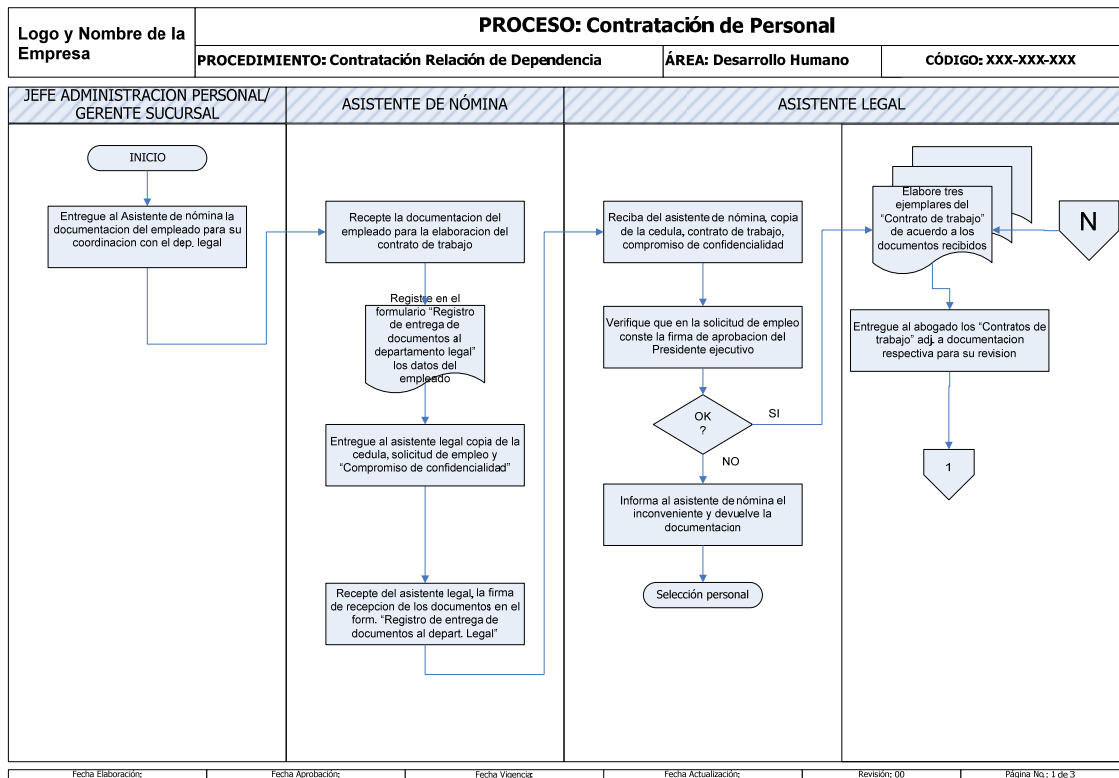 Logo y Nombre de la
Empresa
PROCESO: Contratación de Personal
PROCEDIMIENTO: Contratación Relación de Dependencia
ÁREA: Desarrollo Humano
CÓDIGO: XXX-XXX-XXX
JEFE ADMINISTRACION PERSONAL/
GERENTE SUCURSAL
ASISTENTE DE NÓMINA
ASISTENTE LEGAL
INICIO
Entregue al Asistente de nómina la
documentacion del empleado para su
coordinacion con el dep. legal
Recepte la documentacion del
empleado para la elaboracion del
contrato de trabajo
Registre en el
formulario “Registro
de entrega de
documentos al
departamento legal”
los datos del
empleado
Entregue al asistente legal copia de la
cedula, solicitud de empleo y
“Compromiso de confidencialidad”
Recepte del asistente legal, la firma
de recepcion de los documentos en el
form. “Registro de entrega de
documentos al depart. Legal”
Reciba del asistente de nómina, copia
de la cedula, contrato de trabajo,
compromiso de confidencialidad
Verifique que en la solicitud de empleo
conste la firma de aprobacion del
Presidente ejecutivo
OK
?
SI
NO
Informa al asistente de nómina el
inconveniente y devuelve la
documentacion
Selección personal
Elabore tres
ejemplares del
“Contrato de trabajo”
de acuerdo a los
documentos recibidos
N
Entregue al abogado los “Contratos de
trabajo” adj. a documentacion
respectiva para su revision
1
Fecha Elaboración:
Fecha Aprobación:
Fecha Vigencia:
Fecha Actualización:
Revisión: 00
Página No.: 1 de 3